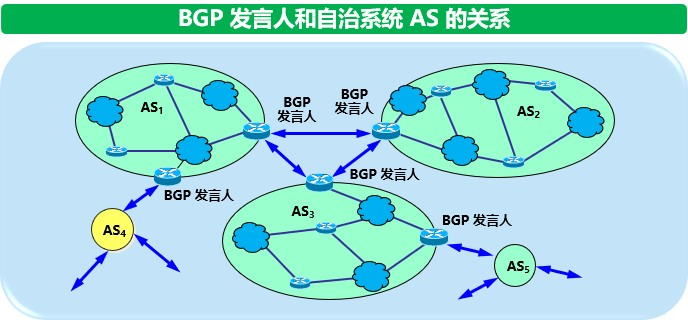 BGP 发言人和自治系统 AS 的关系
BGP
发言人
BGP
发言人
AS1
AS2
BGP 发言人
BGP 发言人
AS3
BGP 发言人
AS4
AS5